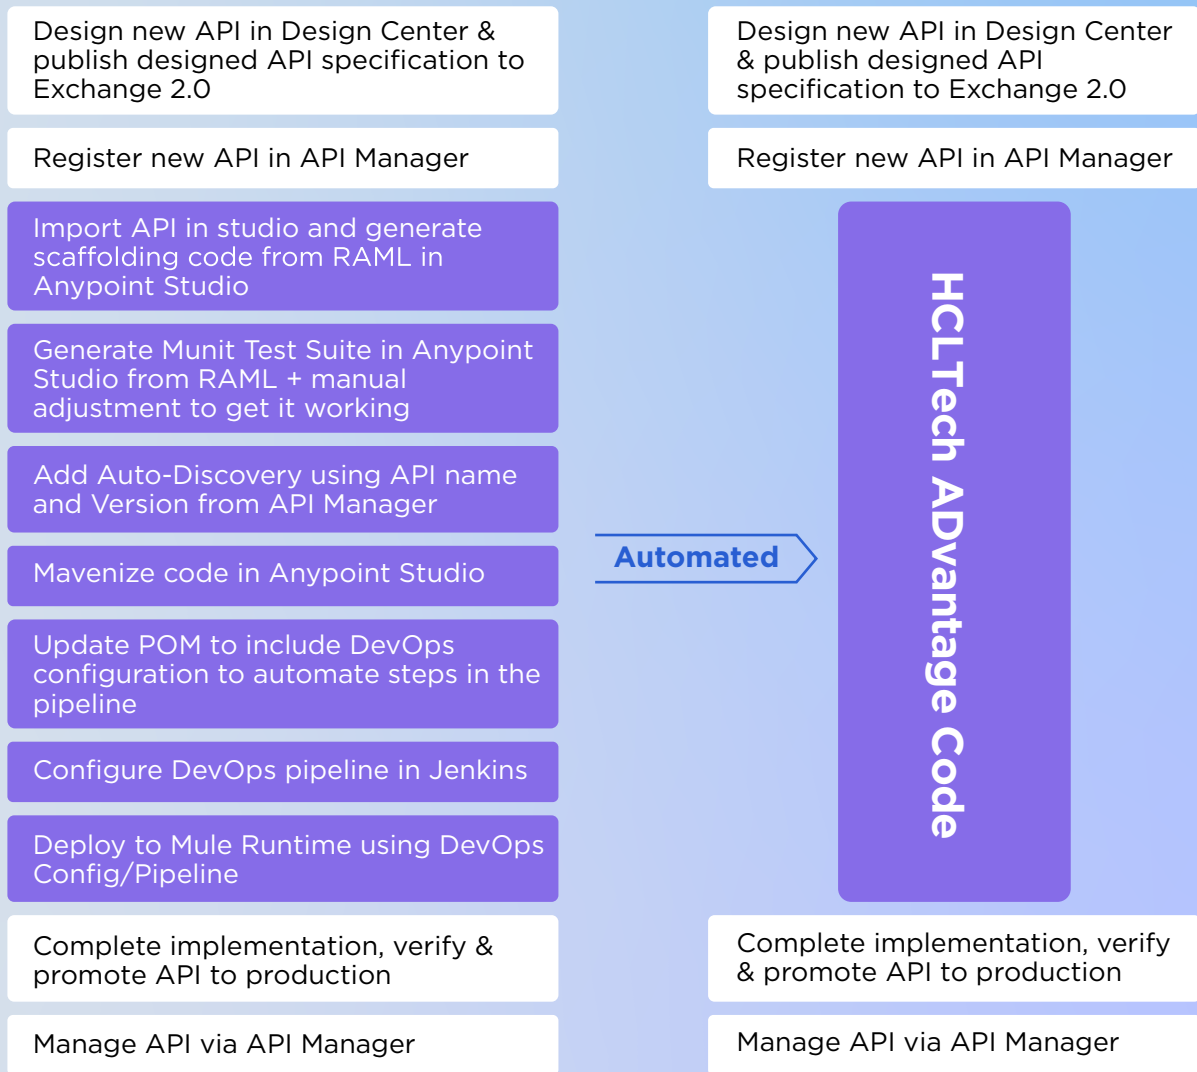 Design new API in Design Center &
publish designed API specification to
Exchange 2.0
Register new API in API Manager
Import API in studio and generate
scaffolding code from RAML in
Anypoint Studio
Generate Munit Test Suite in Anypoint
Studio from RAML + manual
adjustment to get it working
Add Auto-Discovery using API name
and Version from API Manager
Mavenize code in Anypoint Studio
Update POM to include DevOps
configuration to automate steps in the
pipeline
Configure DevOps pipeline in Jenkins
Deploy to Mule Runtime using DevOps
Config/Pipeline
Complete implementation, verify &
promote API to production
Manage API via API Manager
Automated
Design new API in Design Center
& publish designed API
specification to Exchange 2.0
Register new API in API Manager
HCLTech ADvantage Code
Complete implementation, verify
& promote API to production
Manage API via API Manager